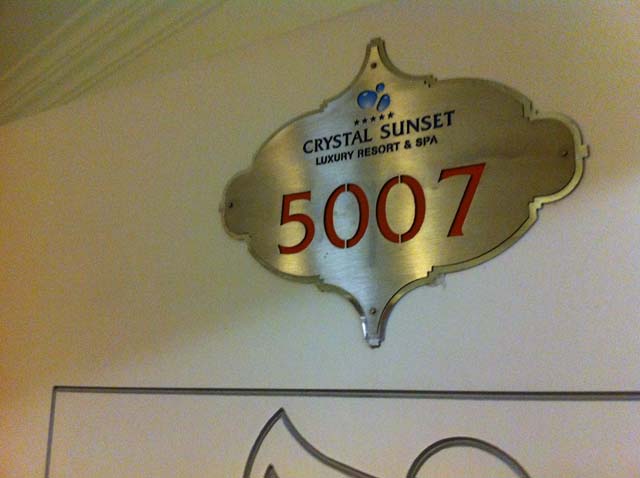 CRYSTAL SUNSET
LUXURY RESORT & SPA
5007